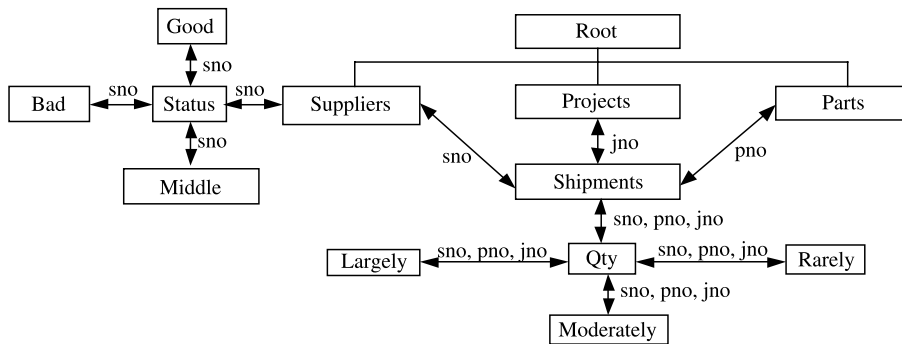 Good
Root
sno
Bad
sno
Status
sno
Suppliers
Projects
Parts
sno
jno
pno
sno
Middle
Shipments
sno, pno, jno
Largely
sno, pno, jno
Qty
sno, pno, jno
Rarely
sno, pno, jno
Moderately